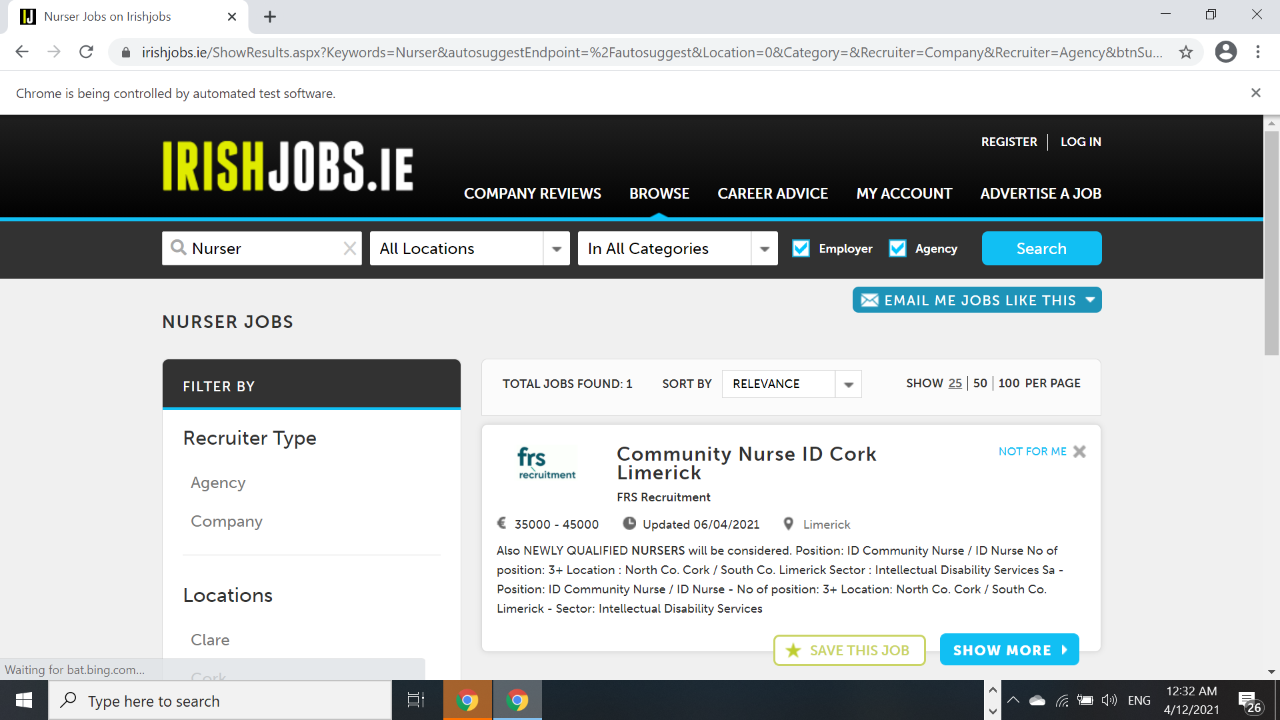 Nurser Jobs on Irishjobs
irishjobs.ie/ShowResults.aspx?Keywords=Nurser&autosuggestEndpoint=%2Fautosuggest&Location=0&Category=&Recruiter=Company&Recruiter=Agency&btnSu...
Chrome is being controlled by automated test software.
REGISTER LOG IN
IRISHJOBS.IE
COMPANY REVIEWS BROWSE CAREER ADVICE MY ACCOUNT ADVERTISE A JOB
Nurser All Locations In All Categories Employer Agency Search
EMAIL ME JOBS LIKE THIS
NURSER JOBS
FILTER BY
Recruiter Type
Agency
Company
Locations
Clare
Cork
TOTAL JOBS FOUND: 1 SORT BY RELEVANCE SHOW 25 50 100 PER PAGE
frs
recruitment
Community Nurse ID Cork
Limerick
NOT FOR ME
FRS Recruitment
€ 35000 - 45000 Updated 06/04/2021 Limerick
Also NEWLY QUALIFIED NURSERS will be considered. Position: ID Community Nurse / ID Nurse No of
position: 3+ Location : North Co. Cork / South Co. Limerick Sector : Intellectual Disability Services Sa -
Position: ID Community Nurse / ID Nurse - No of position: 3+ Location: North Co. Cork / South Co.
Limerick - Sector: Intellectual Disability Services
SAVE THIS JOB SHOW MORE
Waiting for bat.bing.com...
Type here to search
ENG
12:32 AM
4/12/2021
26